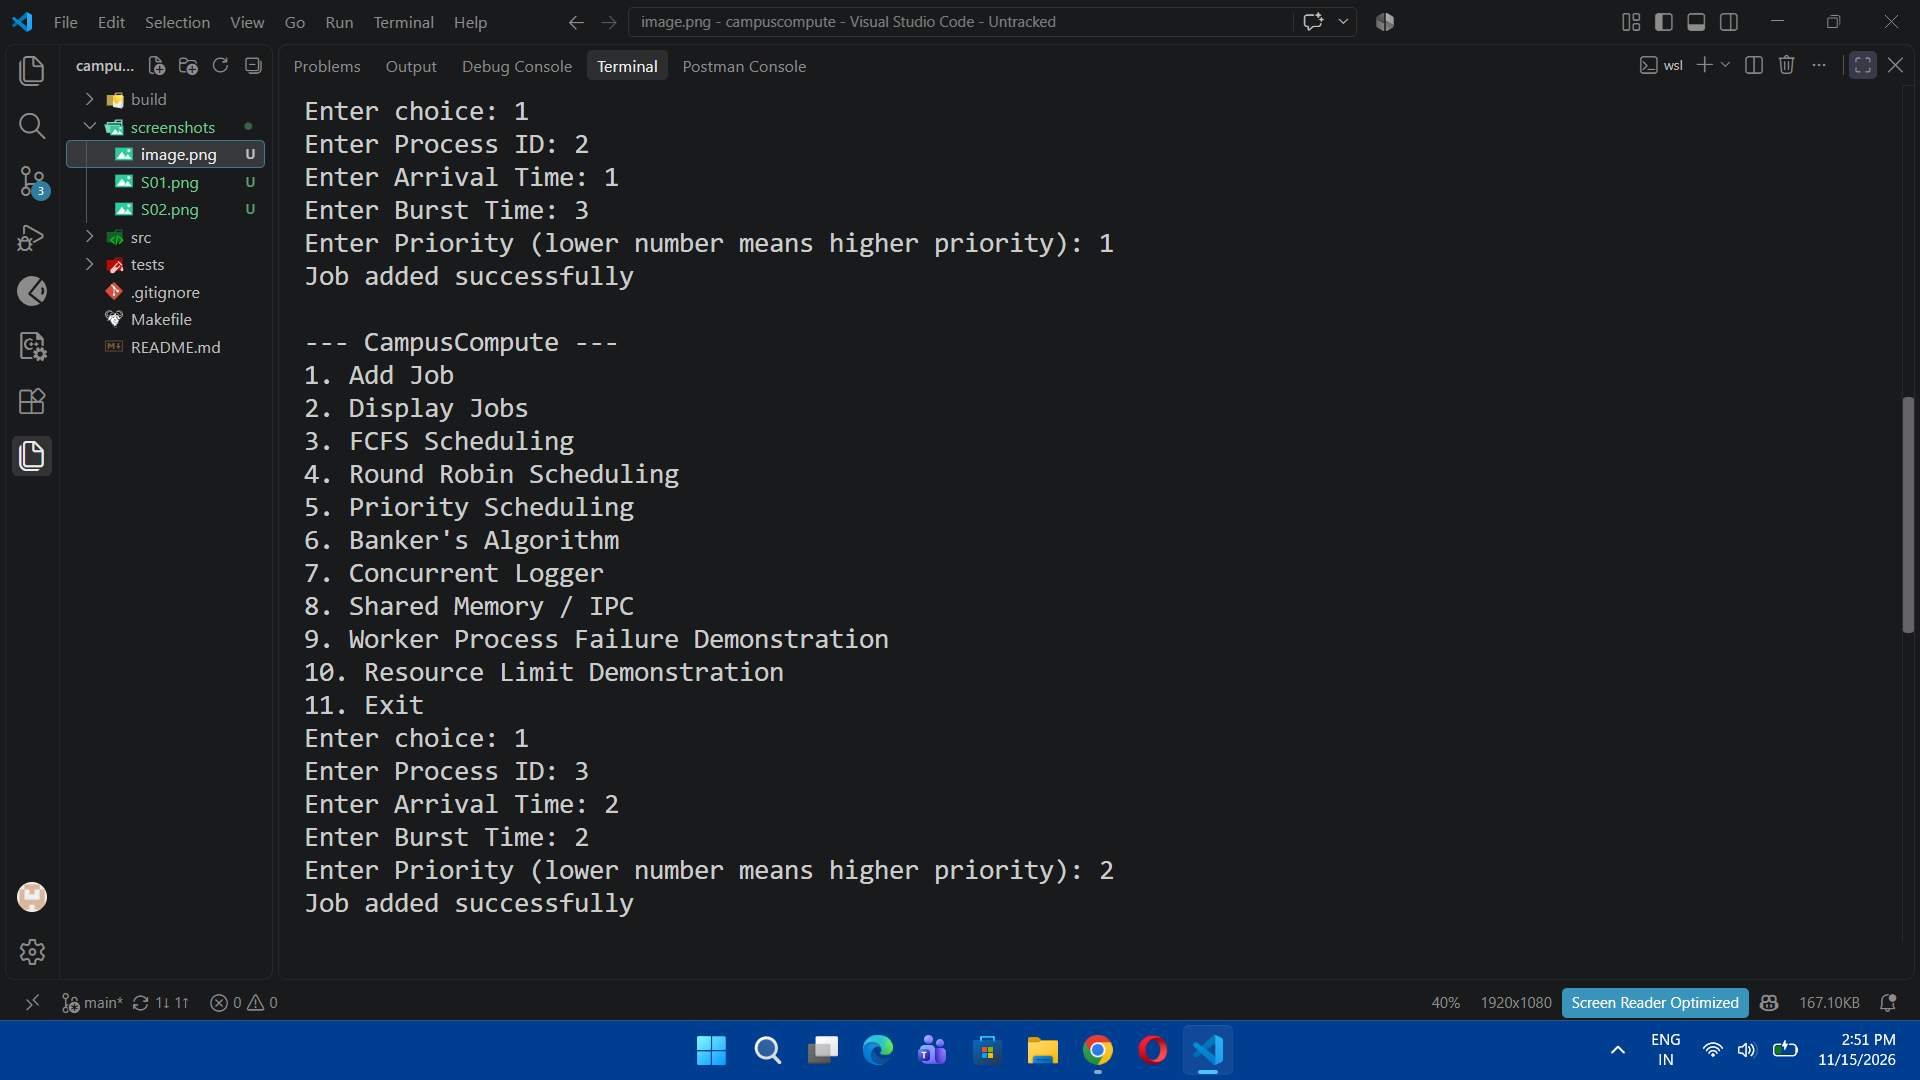 File Edit Selection View Go Run Terminal Help
image.png - campuscompute - Visual Studio Code - Untracked
campu...
build
screenshots
image.png U
S01.png U
S02.png U
src
tests
.gitignore
Makefile
README.md
3
Problems Output Debug Console Terminal Postman Console
wsl
Enter choice: 1
Enter Process ID: 2
Enter Arrival Time: 1
Enter Burst Time: 3
Enter Priority (lower number means higher priority): 1
Job added successfully
--- CampusCompute ---
1. Add Job
2. Display Jobs
3. FCFS Scheduling
4. Round Robin Scheduling
5. Priority Scheduling
6. Banker's Algorithm
7. Concurrent Logger
8. Shared Memory / IPC
9. Worker Process Failure Demonstration
10. Resource Limit Demonstration
11. Exit
Enter choice: 1
Enter Process ID: 3
Enter Arrival Time: 2
Enter Burst Time: 2
Enter Priority (lower number means higher priority): 2
Job added successfully
main* 1↓ 1↑ 0 0
40% 1920x1080 Screen Reader Optimized 167.10KB
ENG
IN
2:51 PM
11/15/2026